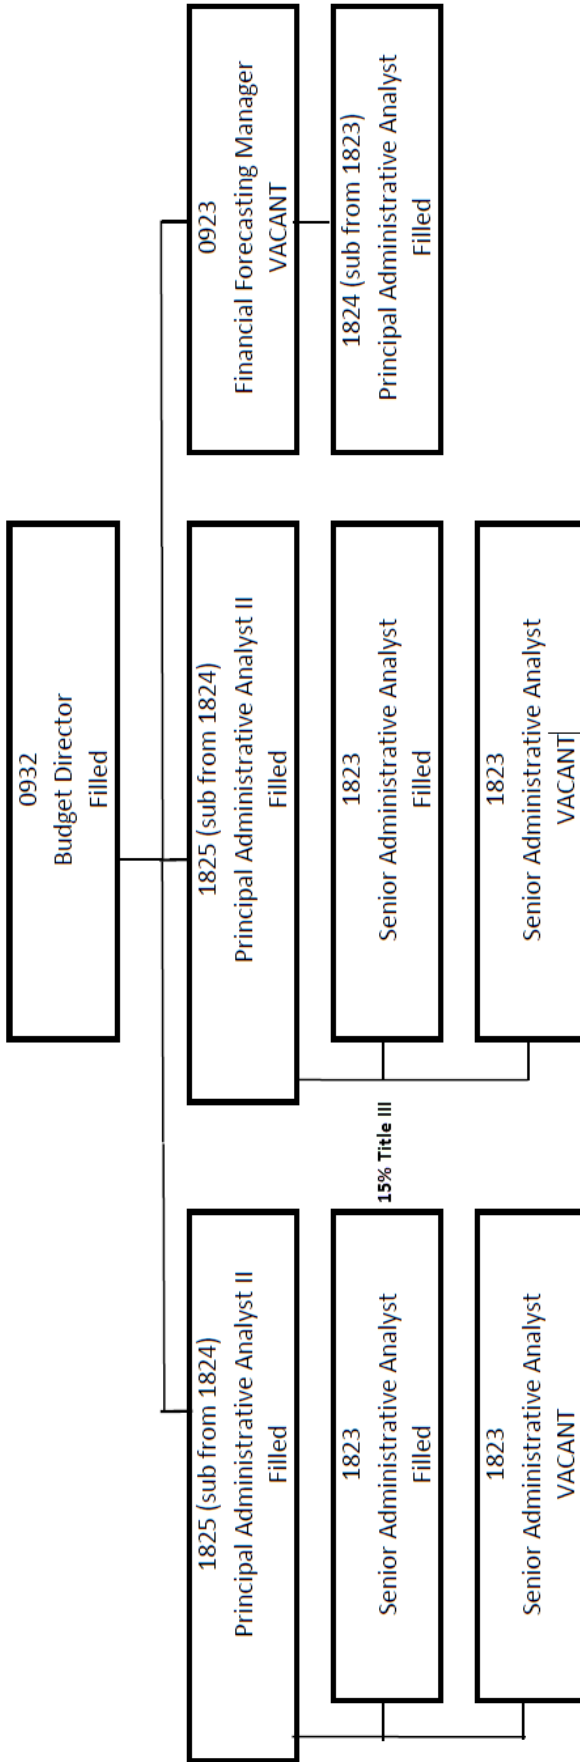 0932
Budget Director
Filled
1825 (sub from 1824)
Principal Administrative Analyst II
Filled
1825 (sub from 1824)
Principal Administrative Analyst II
Filled
0923
Financial Forecasting Manager
VACANT
1823
Senior Administrative Analyst
Filled
15% Title III
1823
Senior Administrative Analyst
Filled
1824 (sub from 1823)
Principal Administrative Analyst
Filled
1823
Senior Administrative Analyst
VACANT
1823
Senior Administrative Analyst
VACANT